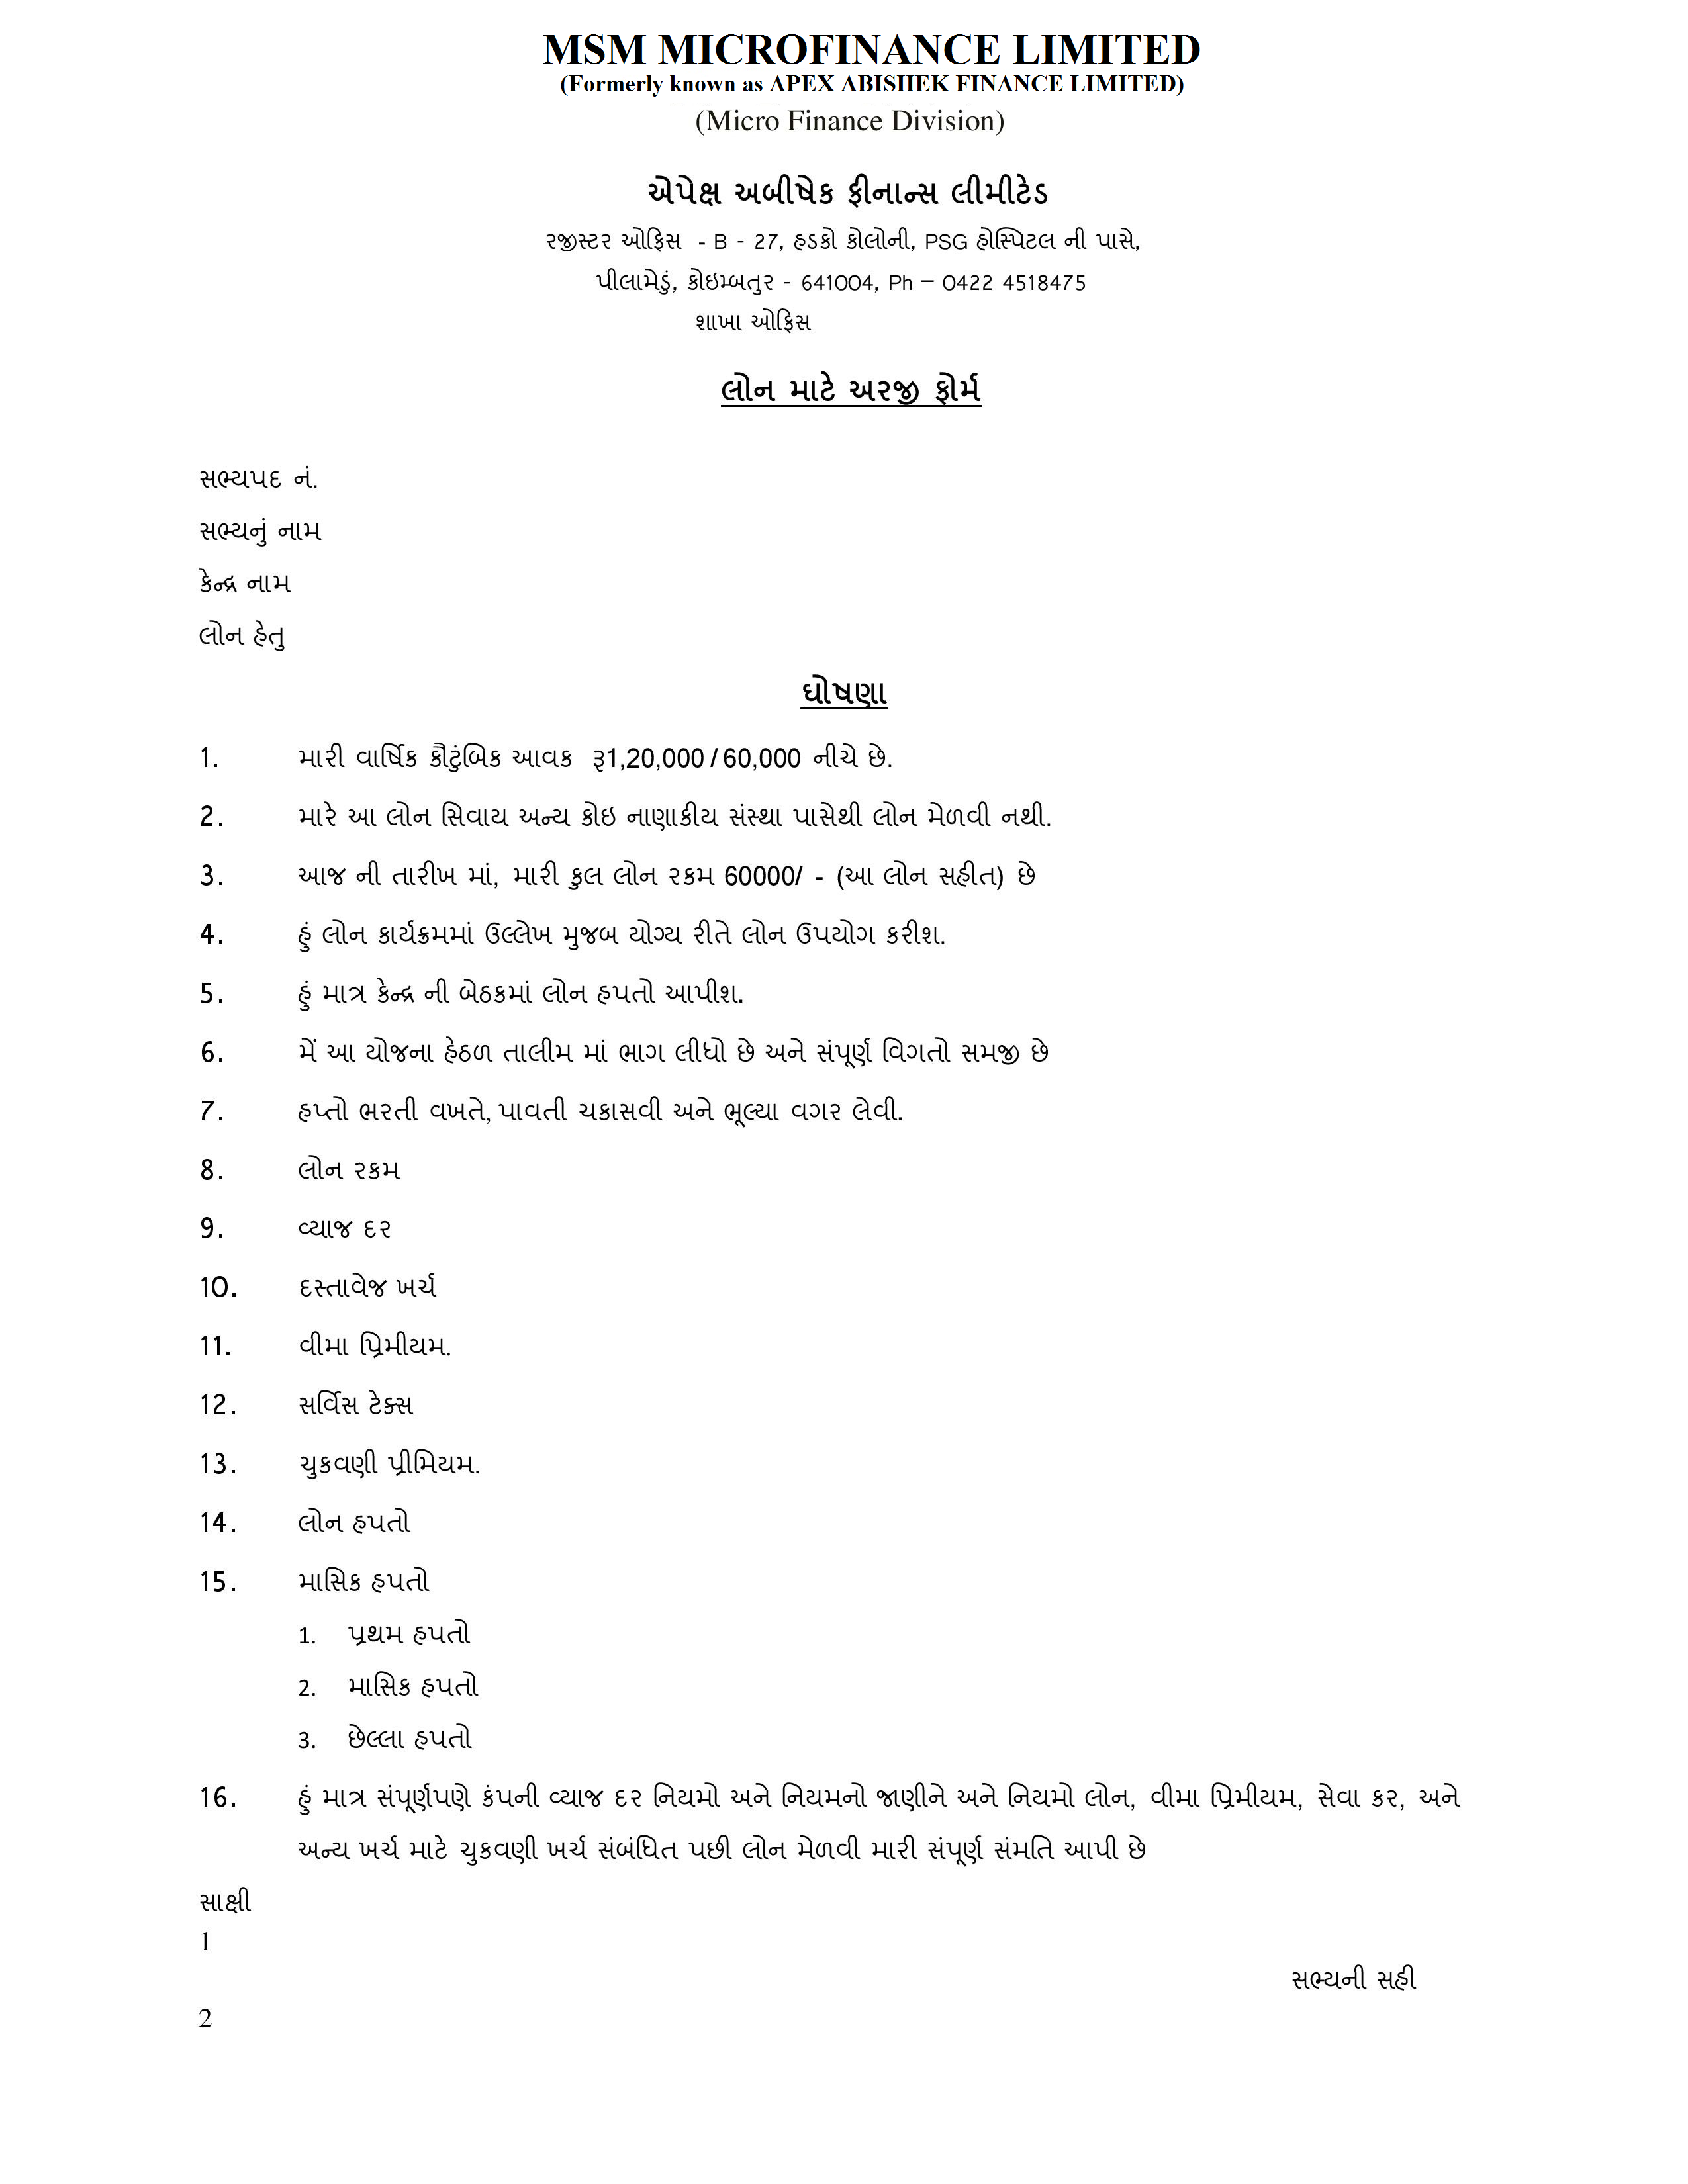 MSM MICROFINANCE LIMITED
(Formerly known as APEX ABISHEK FINANCE LIMITED)
(Micro Finance Division)
એપેક્ષ અબીષેક ફીનાન્સ લીમીટેડ
રજીસ્ટર ઓફિસ - B - 27, હડકો કોલોની, PSG હોસ્પિટલ ની પાસે,
પીલામેડું, કોઇમ્બતુર - 641004, Ph – 0422 4518475
શાખા ઓફિસ
લોન માટે અરજી ફોર્મ
સભ્યપદ નં.
સભ્યનું નામ
કેન્દ્ર નામ
લોન હેતુ
ઘોષણા
1. મારી વાર્ષિક કૌટુંબિક આવક રૂ1,20,000 / 60,000 નીચે છે.
2. મારે આ લોન સિવાય અન્ય કોઇ નાણાકીય સંસ્થા પાસેથી લોન મેળવી નથી.
3. આજ ની તારીખ માં, મારી કુલ લોન રકમ 60000/ - (આ લોન સહીત) છે
4. હું લોન કાર્યક્રમમાં ઉલ્લેખ મુજબ યોગ્ય રીતે લોન ઉપયોગ કરીશ.
5. હું માત્ર કેન્દ્ર ની બેઠકમાં લોન હપતો આપીશ.
6. મેં આ યોજના હેઠળ તાલીમ માં ભાગ લીધો છે અને સંપૂર્ણ વિગતો સમજી છે
7. હપ્તો ભરતી વખતે, પાવતી ચકાસવી અને ભૂલ્યા વગર લેવી.
8. લોન રકમ
9. વ્યાજ દર
10. દસ્તાવેજ ખર્ચ
11. વીમા પ્રિમીયમ.
12. સર્વિસ ટેક્સ
13. ચુકવણી પ્રીમિયમ.
14. લોન હપતો
15. માસિક હપતો
1. પ્રથમ હપતો
2. માસિક હપતો
3. છેલ્લા હપતો
16. હું માત્ર સંપૂર્ણપણે કંપની વ્યાજ દર નિયમો અને નિયમનો જાણીને અને નિયમો લોન, વીમા પ્રિમીયમ, સેવા કર, અને
અન્ય ખર્ચ માટે ચુકવણી ખર્ચ સંબંધિત પછી લોન મેળવી મારી સંપૂર્ણ સંમતિ આપી છે
સાક્ષી
1
સભ્યની સહી
2